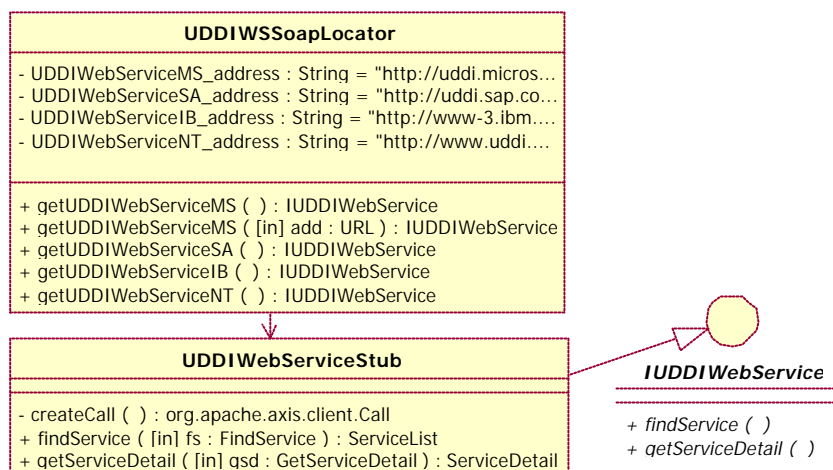 UDDIWSSoapLocator
- UDDIWebServiceMS_address : String = "http://uddi.micros...
- UDDIWebServiceSA_address : String = "http://uddi.sap.co...
- UDDIWebServiceIB_address : String = "http://www-3.ibm....
- UDDIWebServiceNT_address : String = "http://www.uddi....
+ getUDDIWebServiceMS ( ) : IUDDIWebService
+ getUDDIWebServiceMS ( [in] add : URL ) : IUDDIWebService
+ getUDDIWebServiceSA ( ) : IUDDIWebService
+ getUDDIWebServiceIB ( ) : IUDDIWebService
+ getUDDIWebServiceNT ( ) : IUDDIWebService
UDDIWebServiceStub
- createCall ( ) : org.apache.axis.client.Call
+ findService ( [in] fs : FindService ) : ServiceList
+ getServiceDetail ( [in] gsd : GetServiceDetail ) : ServiceDetail
IUDDIWebService
+ findService ( )
+ getServiceDetail ( )